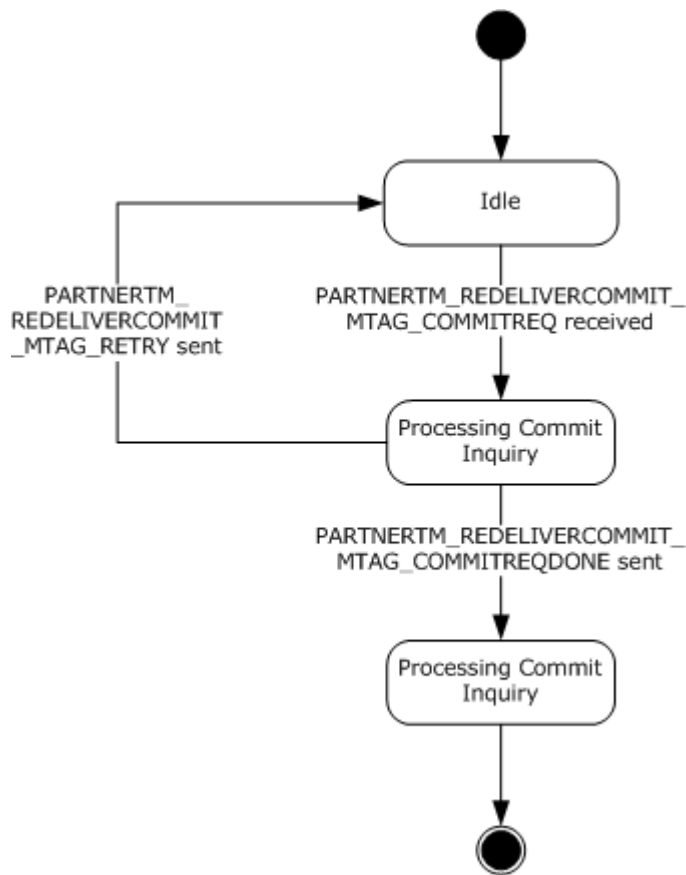 Idle
PARTNERTM_
REDELIVERCOMMIT
_MTAG_RETRY sent
PARTNERTM_REDELIVERCOMMIT_
MTAG_COMMITREQ received
Processing Commit
Inquiry
PARTNERTM_REDELIVERCOMMIT_
MTAG_COMMITREQDONE sent
Processing Commit
Inquiry